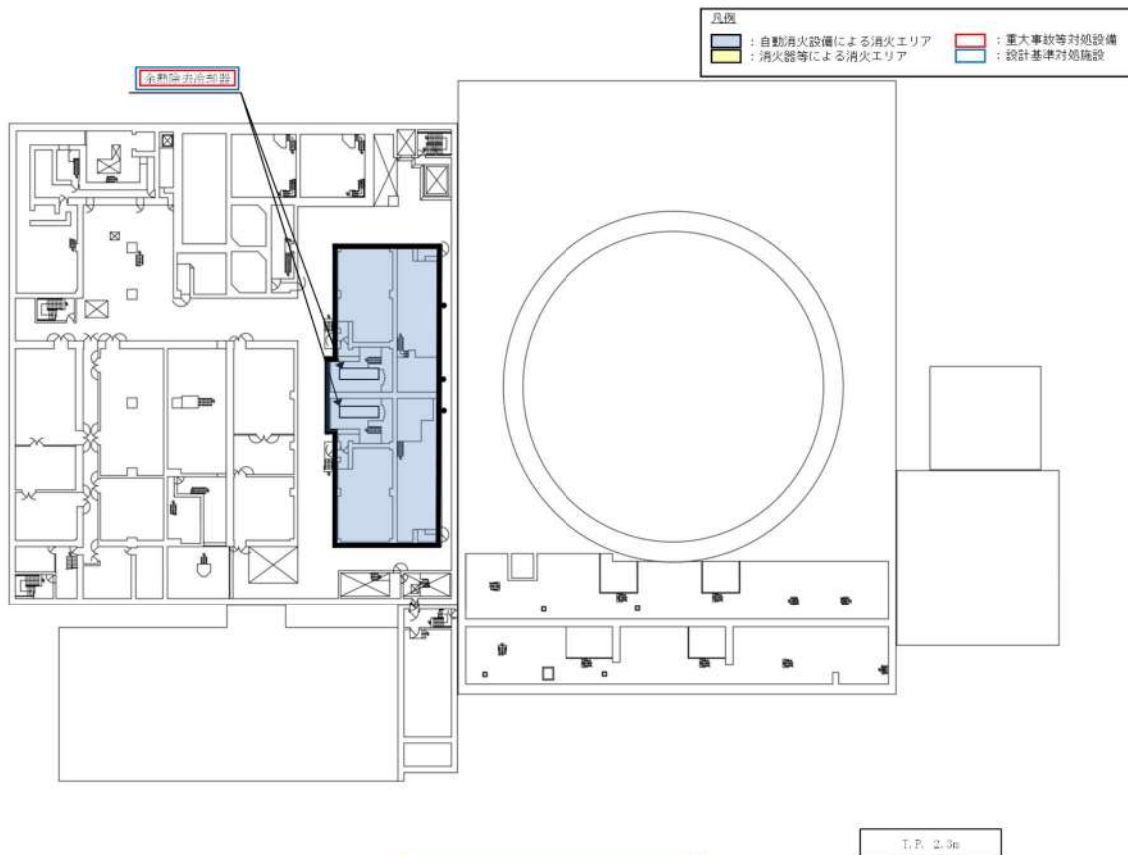 凡例
：自動消火設備による消火エリア
：重大事故等対処設備
：消火器等による消火エリア
：設計基準対処施設
余熱除去冷却器
T.P. 2.3m